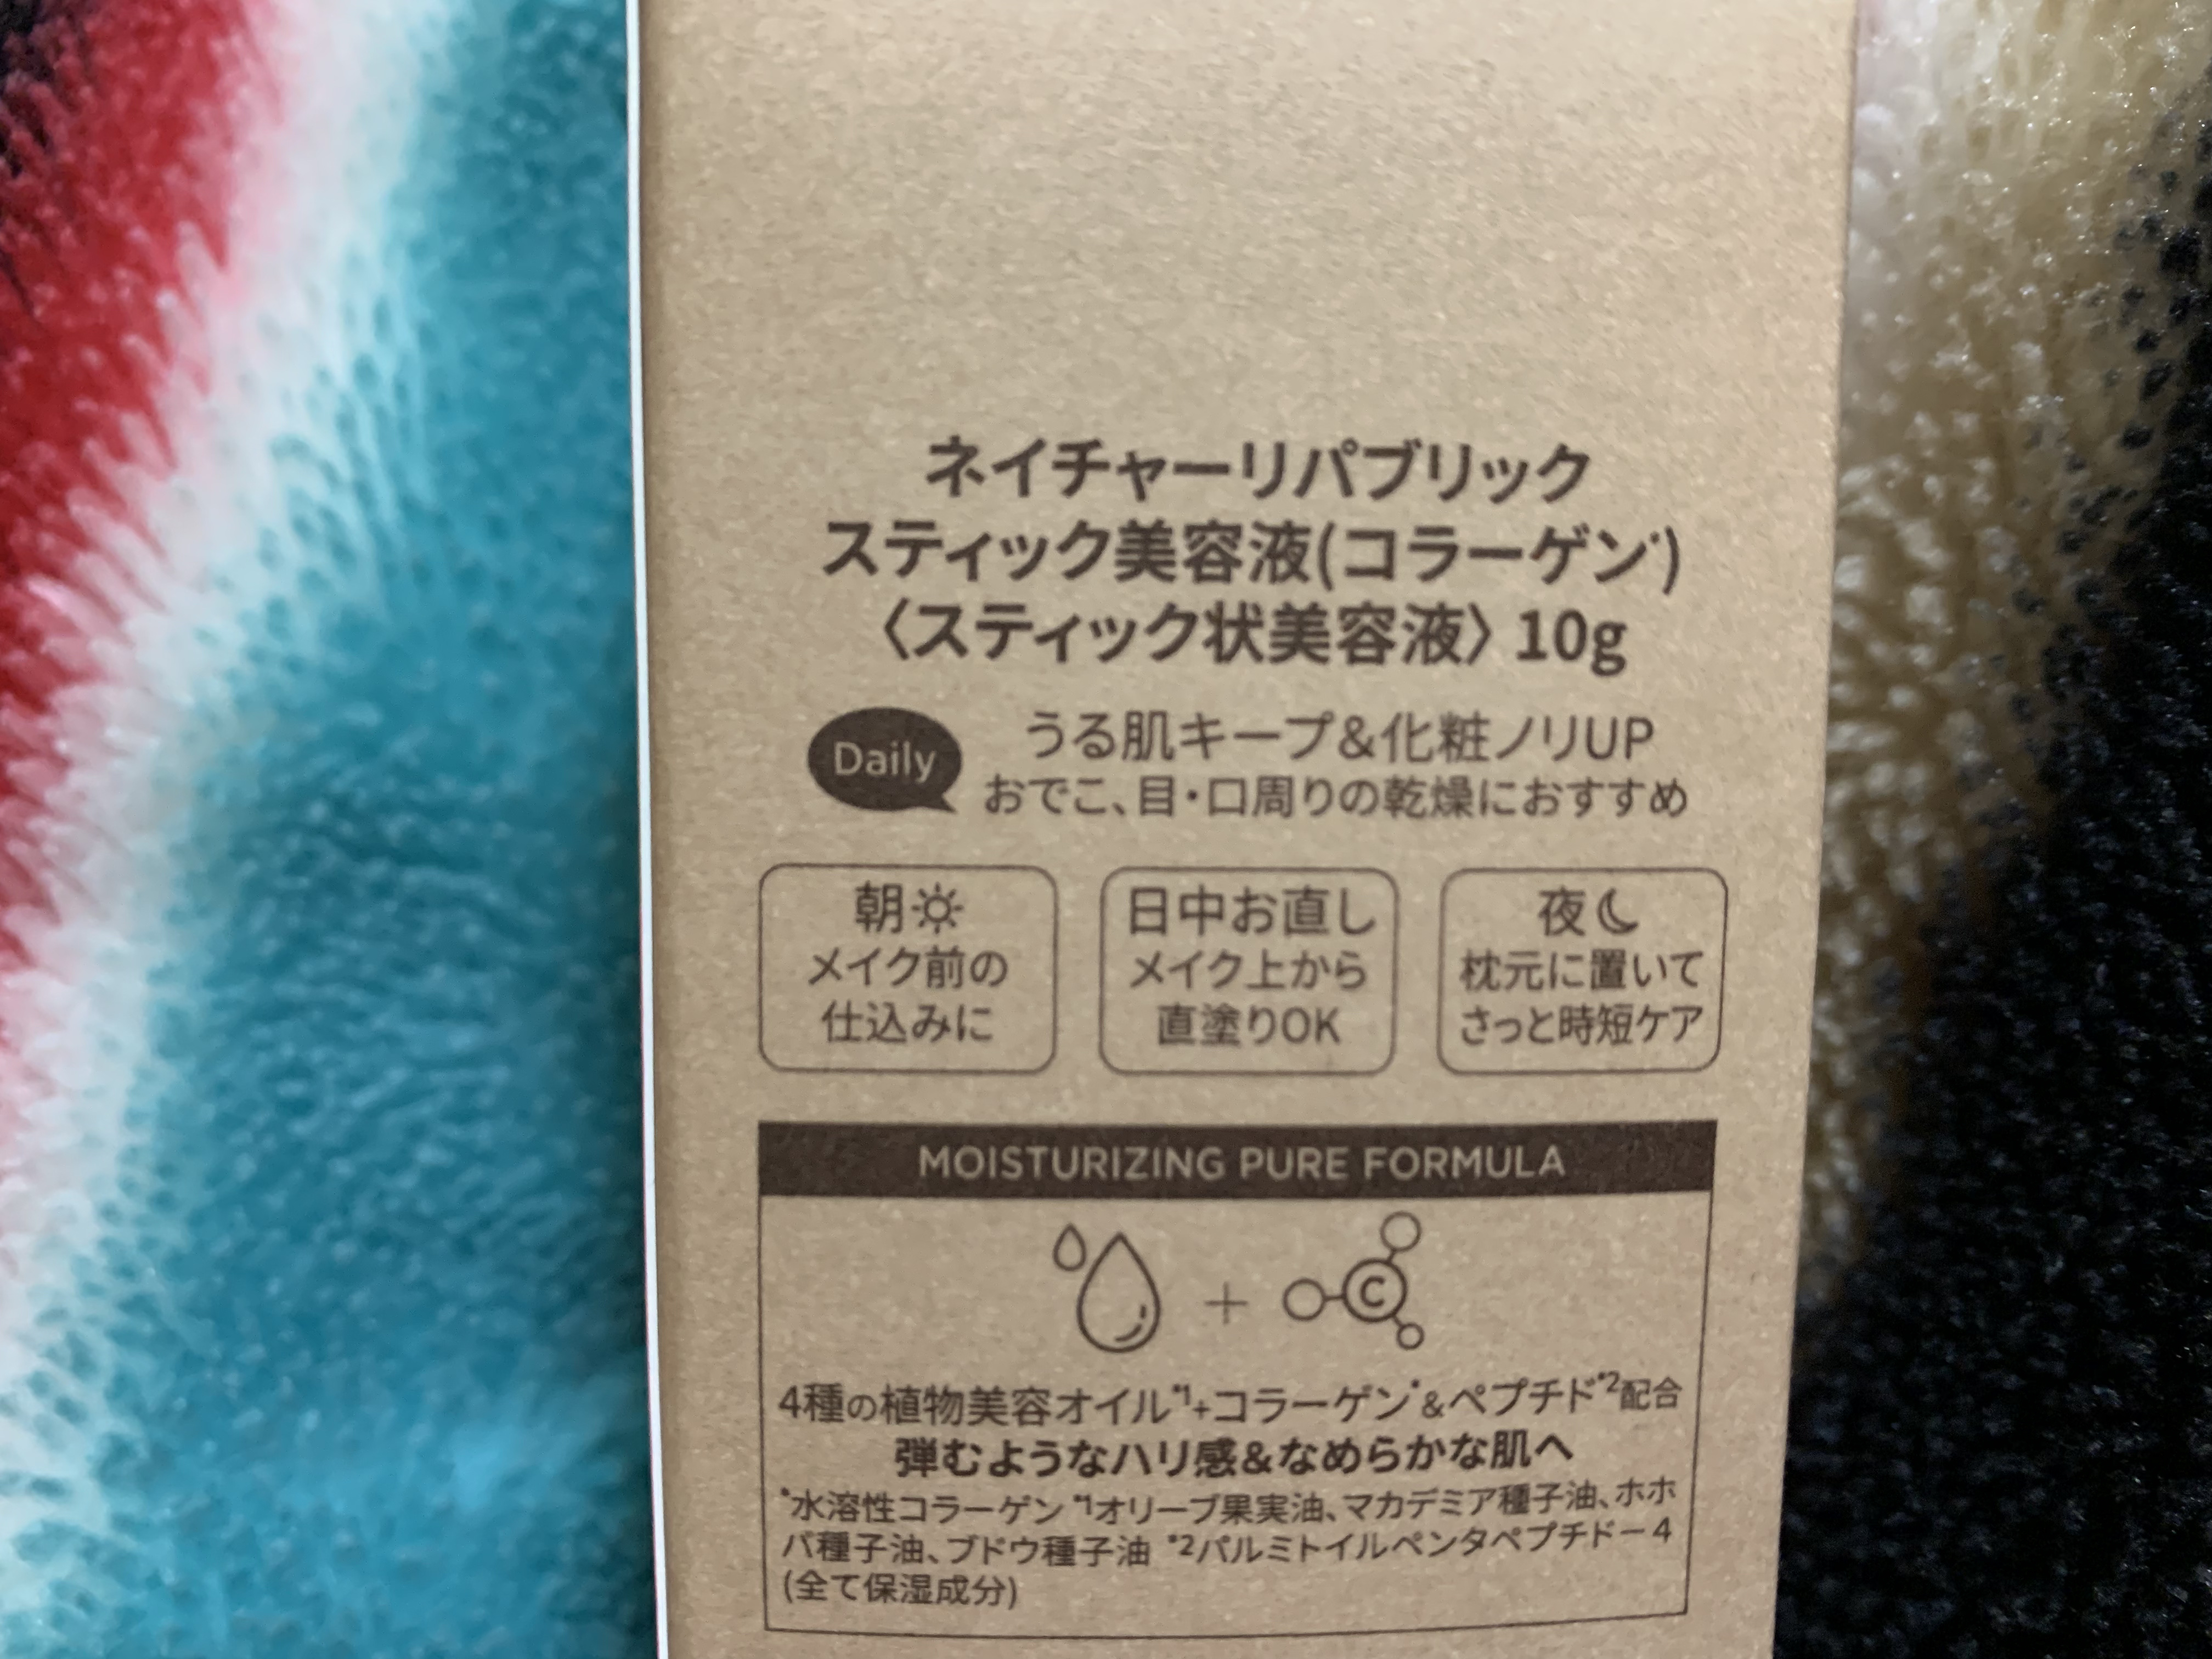 ネイチャーリパブリック
スティック美容液(コラーゲン*)
〈スティック状美容液〉10g
Daily
うる肌キープ&化粧ノリUP
おでこ、目・口周りの乾燥におすすめ
朝
メイク前の
仕込みに
日中お直し
メイク上から
直塗りOK
夜
枕元に置いて
さっと時短ケア
MOISTURIZING PURE FORMULA
+
C
4種の植物美容オイル*1+コラーゲン*&ペプチド*2配合
弾むようなハリ感&なめらかな肌へ
*水溶性コラーゲン *1オリーブ果実油、マカデミア種子油、ホホ
バ種子油、ブドウ種子油 *2パルミトイルペンタペプチドー4
(全て保湿成分)